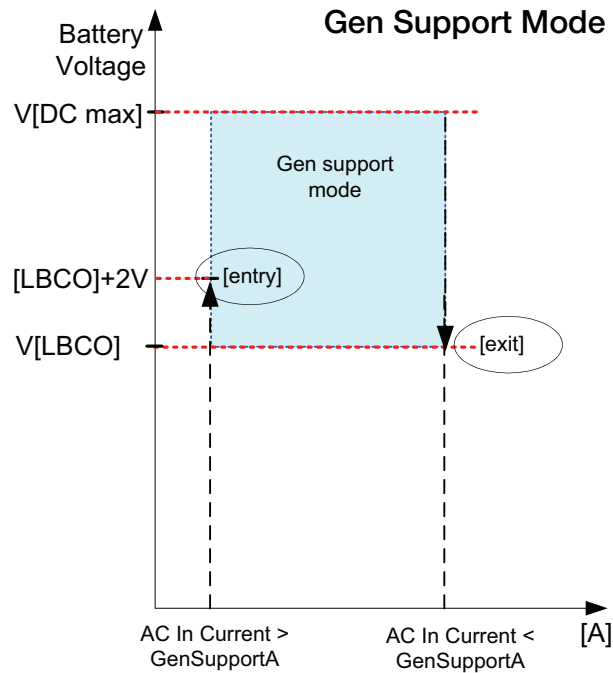 Gen Support Mode
Battery
Voltage
V[DC max]
Gen support
mode
[LBCO]+2V
[entry]
V[LBCO]
[exit]
[A]
AC In Current >
GenSupportA
AC In Current <
GenSupportA